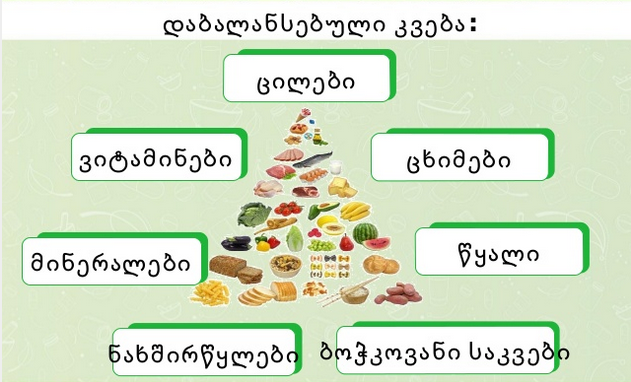 დაბალანსებული კვება:
ცილები
ვიტამინები
ცხიმები
მინერალები
წყალი
ნახშირწყლები
ბოჭკოვანი საკვები